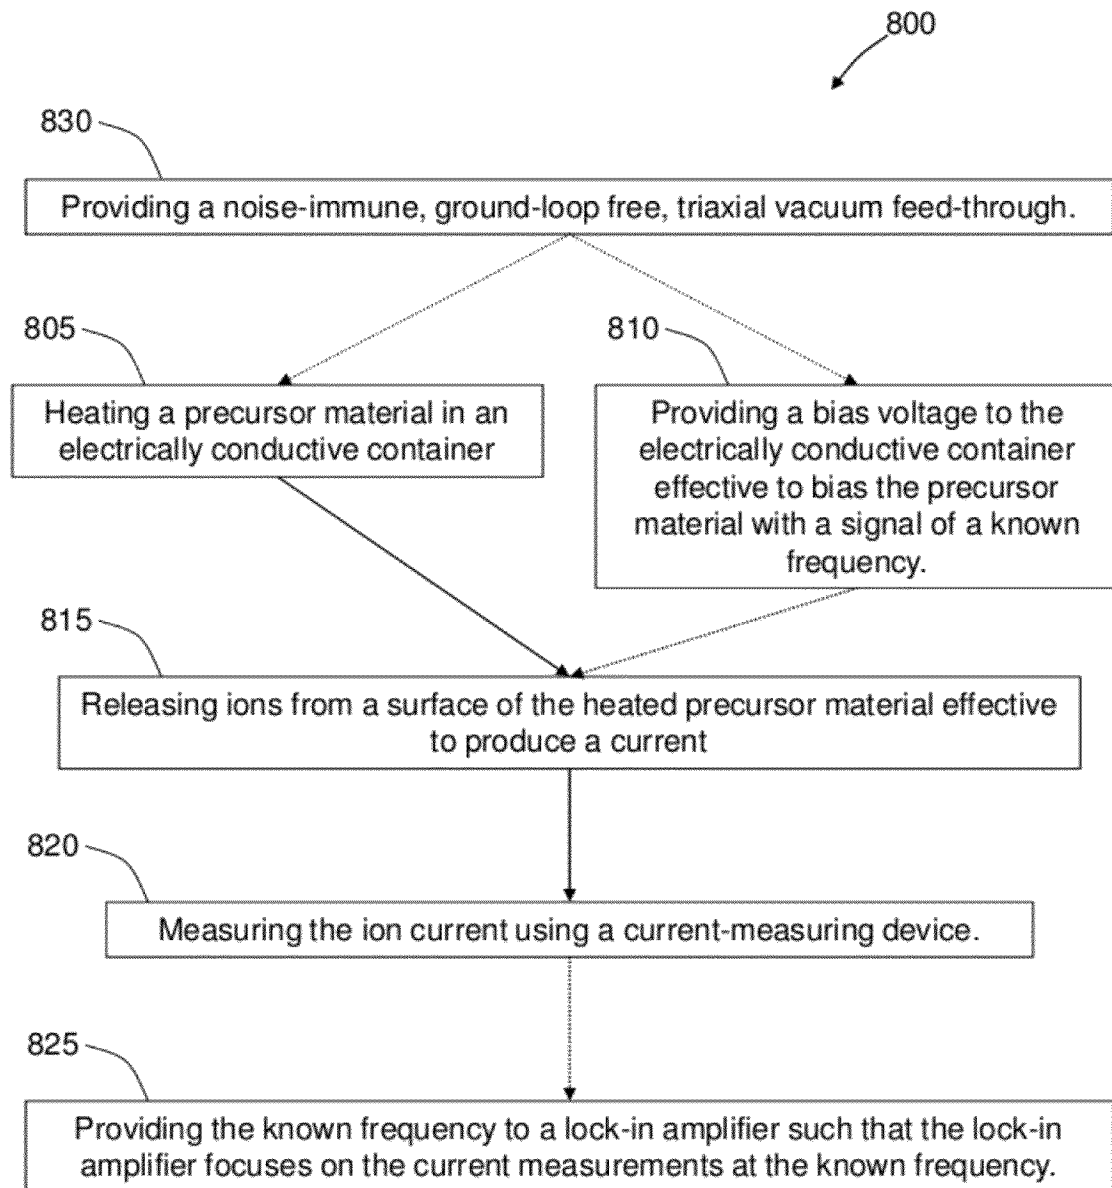 800
830
Providing a noise-immune, ground-loop free, triaxial vacuum feed-through.
805
Heating a precursor material in an
electrically conductive container
810
Providing a bias voltage to the
electrically conductive container
effective to bias the precursor
material with a signal of a known
frequency.
815
Releasing ions from a surface of the heated precursor material effective
to produce a current
820
Measuring the ion current using a current-measuring device.
825
Providing the known frequency to a lock-in amplifier such that the lock-in
amplifier focuses on the current measurements at the known frequency.